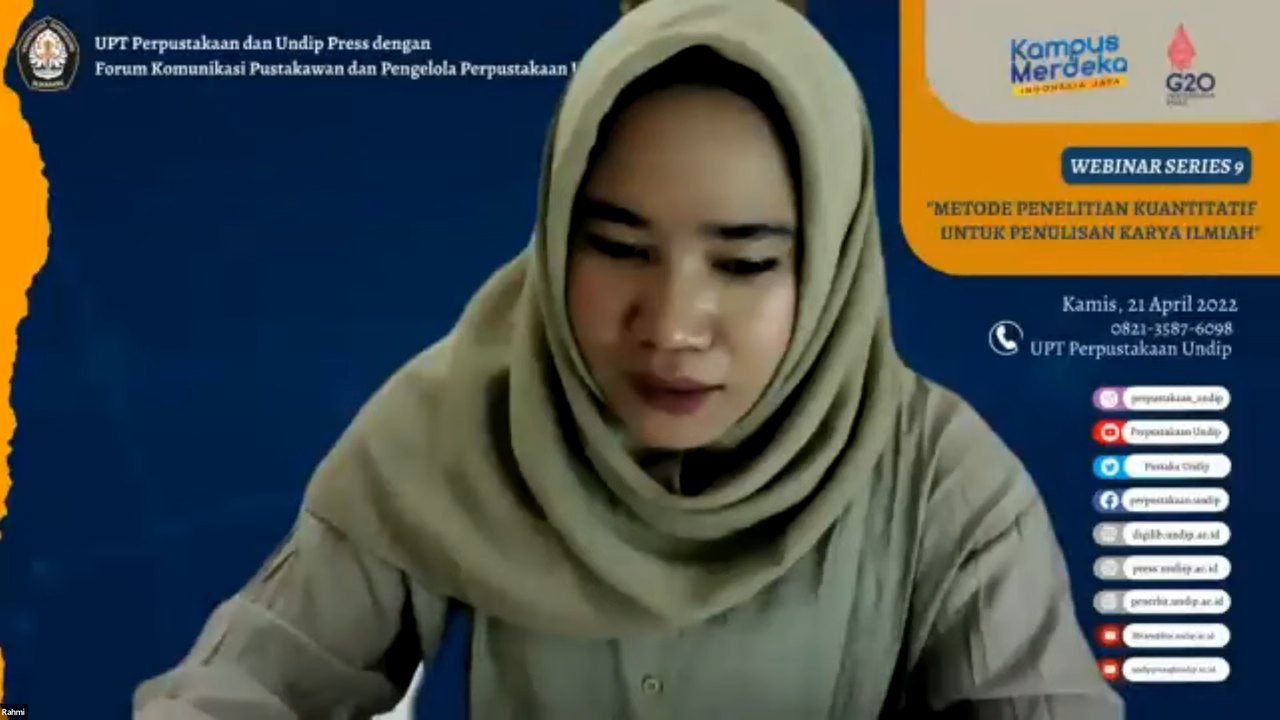 UPT Perpustakaan dan Undip Press dengan
Forum Komunikasi Pustakawan dan Pengelola Perpustakaan
Kampus
Merdeka
INDONESIA JAYA
G20
WEBINAR SERIES 9
"METODE PENELITIAN KUANTITATIF
UNTUK PENULISAN KARYA ILMIAH"
Kamis, 21 April 2022
0821-3587-6098
UPT Perpustakaan Undip
perpustakaan_undip
Perpustakaan Undip
Pustaka Undip
perpustakaan.undip
digilib.undip.ac.id
press.undip.ac.id
penerbit.undip.ac.id
Rahmi